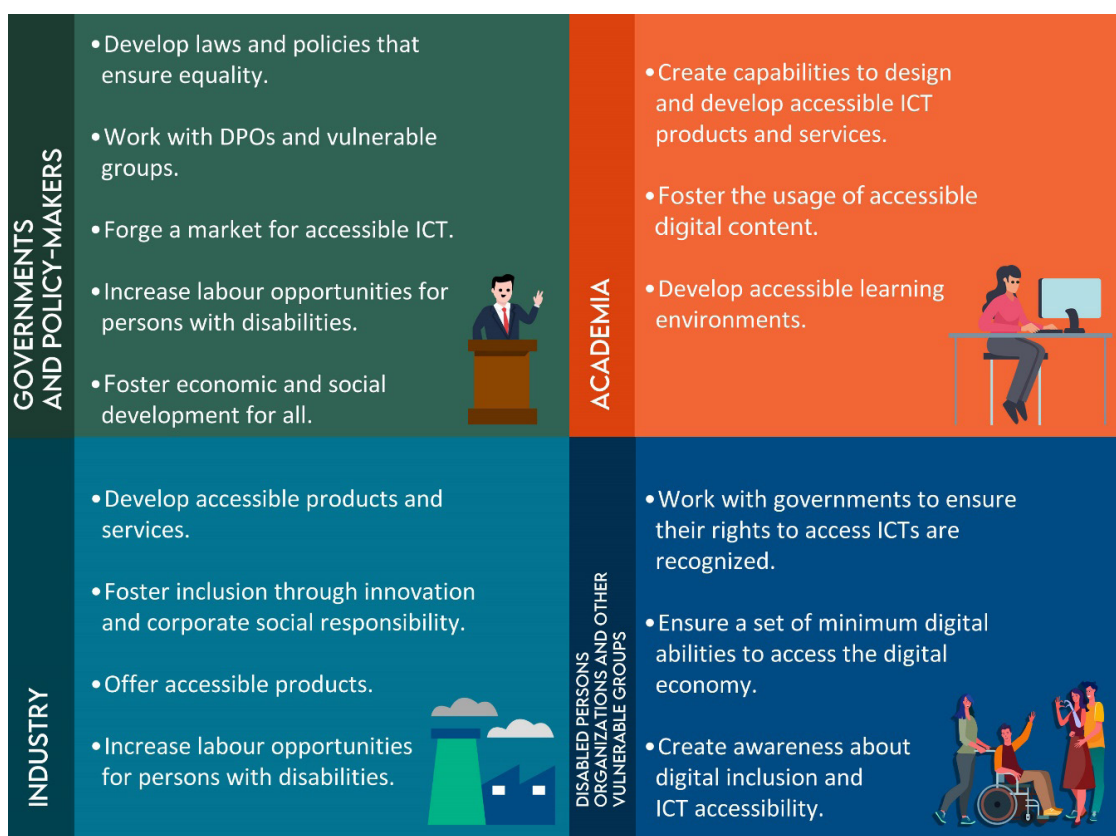 GOVERNMENTS
AND POLICY-MAKERS
•Develop laws and policies that
ensure equality.
•Work with DPOs and vulnerable
groups.
•Forge a market for accessible ICT.
•Increase labour opportunities for
persons with disabilities.
•Foster economic and social
development for all.
ACADEMIA
•Create capabilities to design
and develop accessible ICT
products and services.
•Foster the usage of accessible
digital content.
•Develop accessible learning
environments.
INDUSTRY
•Develop accessible products and
services.
•Foster inclusion through innovation
and corporate social responsibility.
•Offer accessible products.
•Increase labour opportunities
for persons with disabilities.
DISABLED PERSONS
ORGANIZATIONS AND OTHER
VULNERABLE GROUPS
•Work with governments to ensure
their rights to access ICTs are
recognized.
•Ensure a set of minimum digital
abilities to access the digital
economy.
•Create awareness about
digital inclusion and
ICT accessibility.